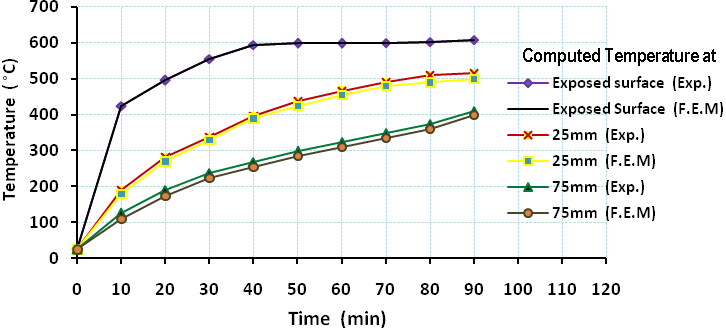 700
600
500
400
300
200
100
0
Temperature (°C)
0 10 20 30 40 50 60 70 80 90 100 110 120
Time (min)
Computed Temperature at
Exposed surface (Exp.)
Exposed Surface (F.E.M)
25mm (Exp.)
25mm (F.E.M)
75mm (Exp.)
75mm (F.E.M)